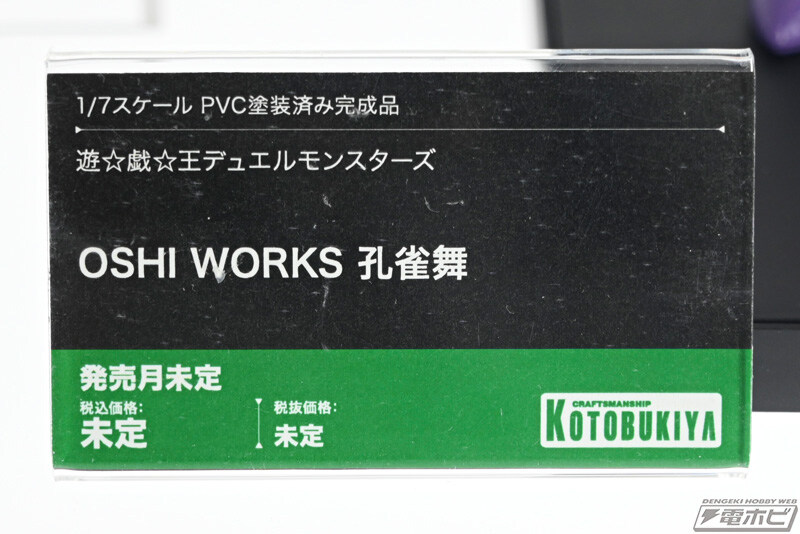 1/7スケール PVC塗装済み完成品
遊☆戯☆王デュエルモンスターズ
OSHI WORKS 孔雀舞
発売月未定
税込価格:
未定
税抜価格:
未定
CRAFTSMANSHIP
KOTOBUKIYA
DENGEKI HOBBY WEB
電ホビ